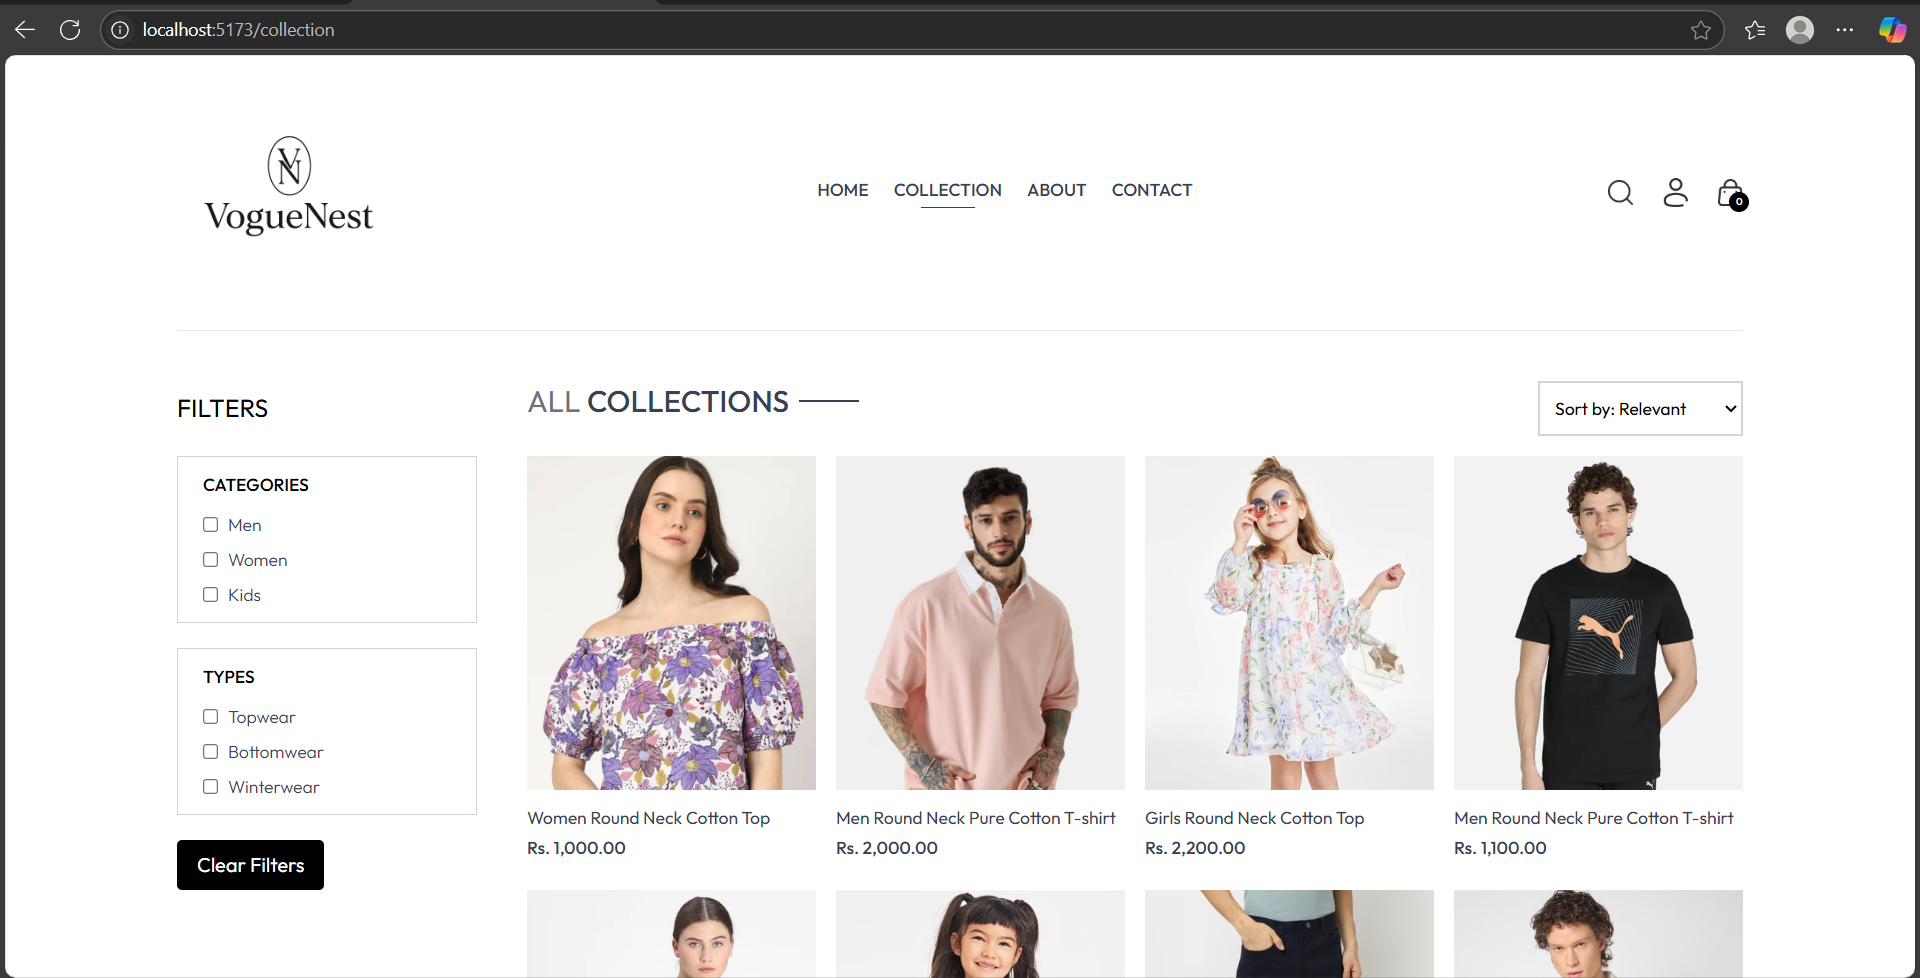 localhost:5173/collection
VN
VogueNest
HOME COLLECTION ABOUT CONTACT
0
FILTERS
ALL COLLECTIONS
Sort by: Relevant
CATEGORIES
Men
Women
Kids
TYPES
Topwear
Bottomwear
Winterwear
Clear Filters
Women Round Neck Cotton Top
Rs. 1,000.00
Men Round Neck Pure Cotton T-shirt
Rs. 2,000.00
Girls Round Neck Cotton Top
Rs. 2,200.00
Men Round Neck Pure Cotton T-shirt
Rs. 1,100.00